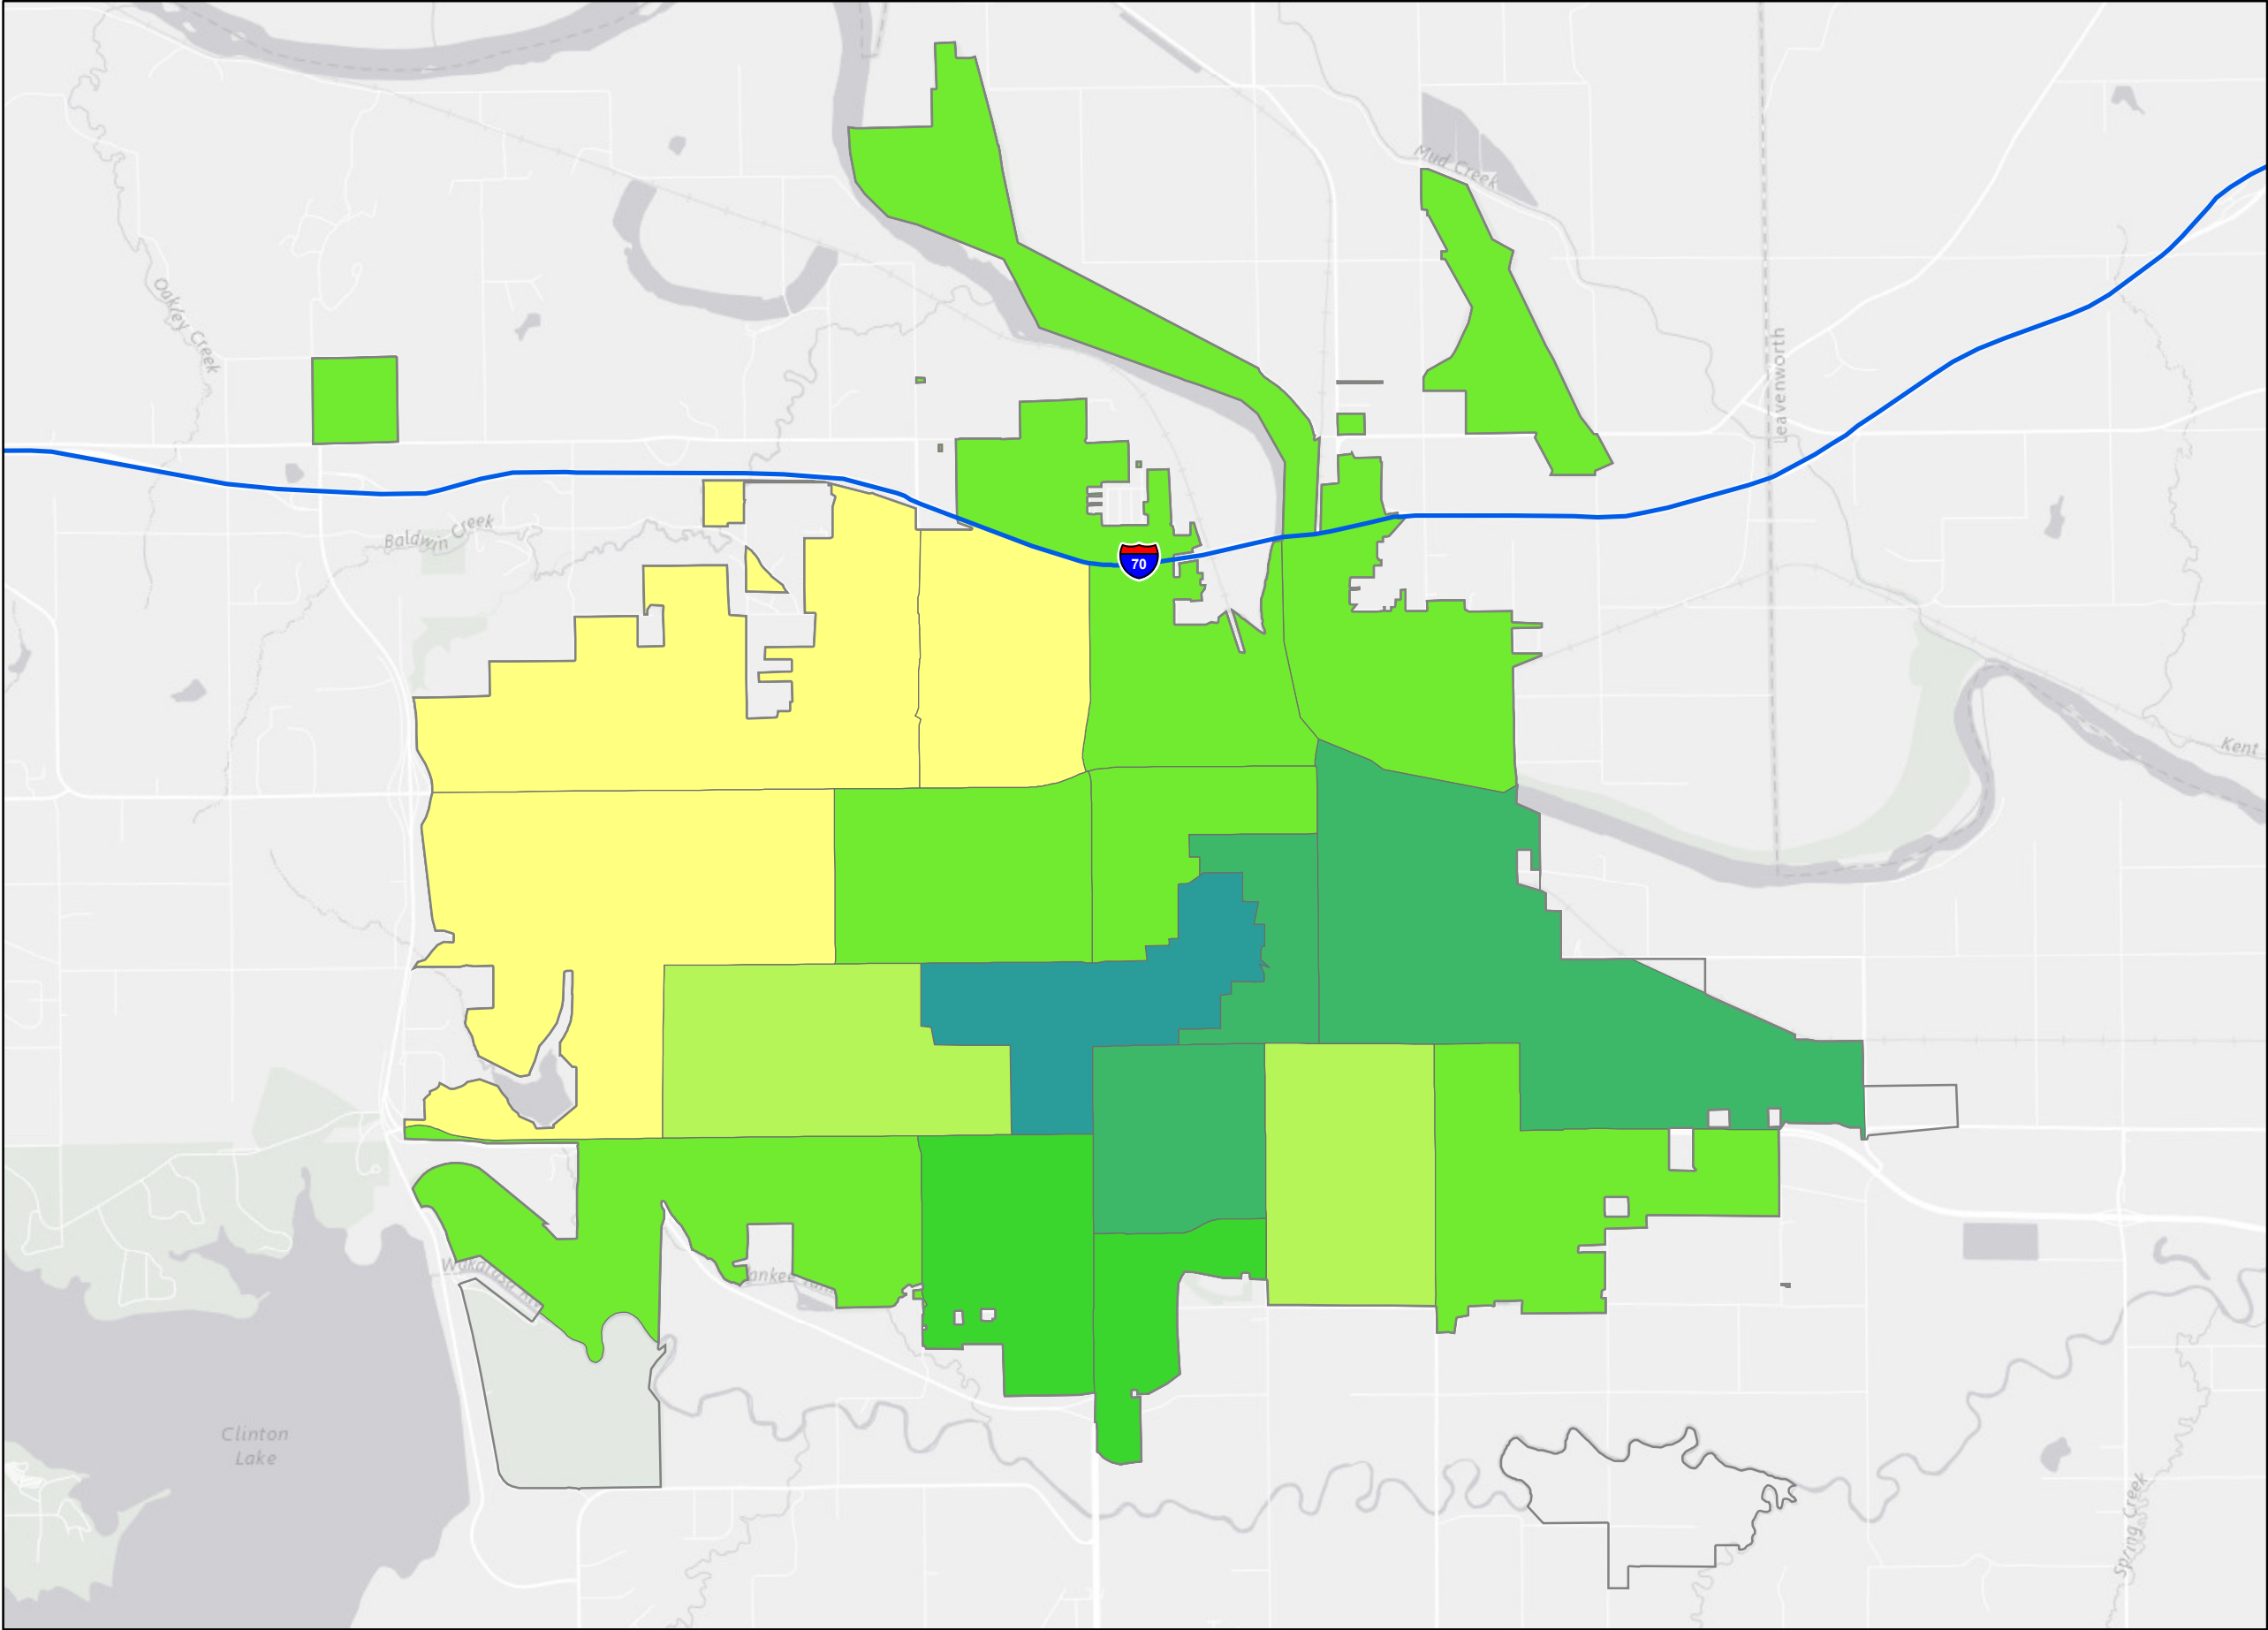 Mud Creek
Oakley Creek
Leavenworth
Baldwin Creek
70
Kent
Clinton
Lake
Spring Creek